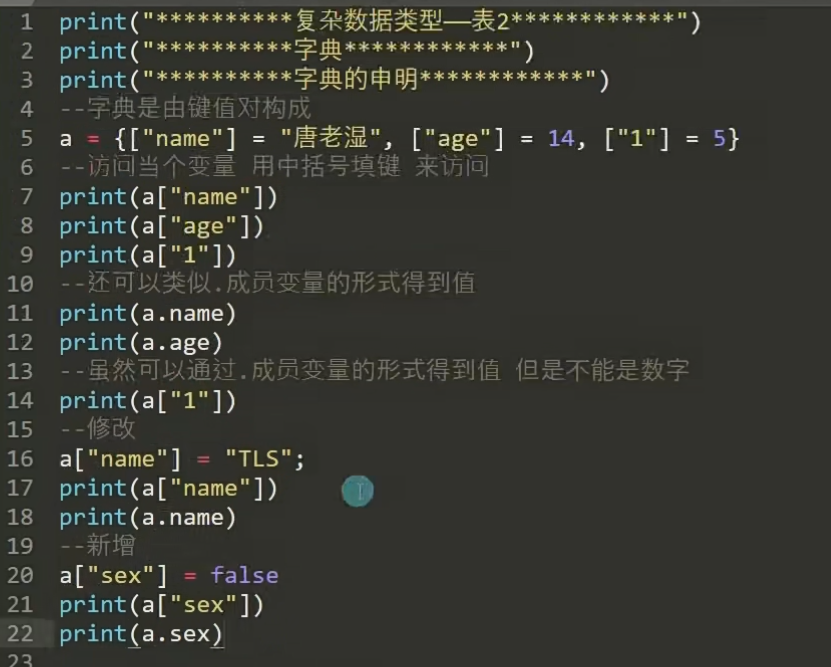 1 print("**********复杂数据类型——表2************")
2 print("**********字典************")
3 print("**********字典的申明************")
4 --字典是由键值对构成
5 a = {["name"] = "唐老湿", ["age"] = 14, ["1"] = 5}
6 --访问当个变量 用中括号填键 来访问
7 print(a["name"])
8 print(a["age"])
9 print(a["1"])
10 --还可以类似.成员变量的形式得到值
11 print(a.name)
12 print(a.age)
13 --虽然可以通过.成员变量的形式得到值 但是不能是数字
14 print(a["1"])
15 --修改
16 a["name"] = "TLS";
17 print(a["name"])
18 print(a.name)
19 --新增
20 a["sex"] = false
21 print(a["sex"])
22 print(a.sex)
23